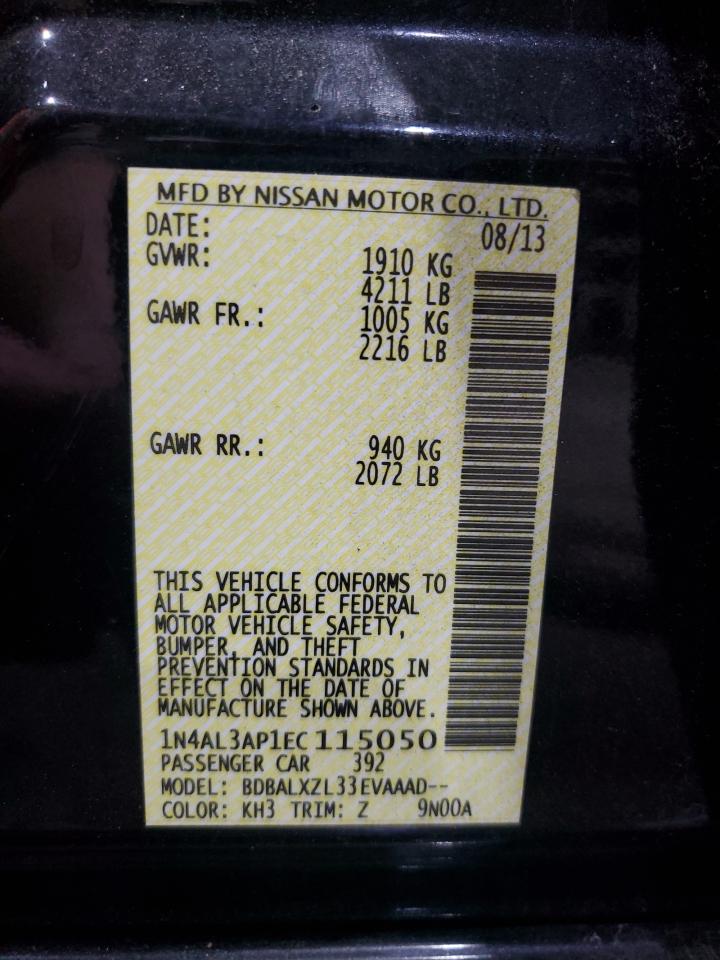 MFD BY NISSAN MOTOR CO., LTD.
DATE: 08/13
GVWR: 1910 KG
4211 LB
GAWR FR.: 1005 KG
2216 LB
GAWR RR.: 940 KG
2072 LB
THIS VEHICLE CONFORMS TO
ALL APPLICABLE FEDERAL
MOTOR VEHICLE SAFETY,
BUMPER, AND THEFT
PREVENTION STANDARDS IN
EFFECT ON THE DATE OF
MANUFACTURE SHOWN ABOVE.
1N4AL3AP1EC115050
PASSENGER CAR 392
MODEL: BDBALXZL33EVAAAD--
COLOR: KH3 TRIM: Z 9N00A